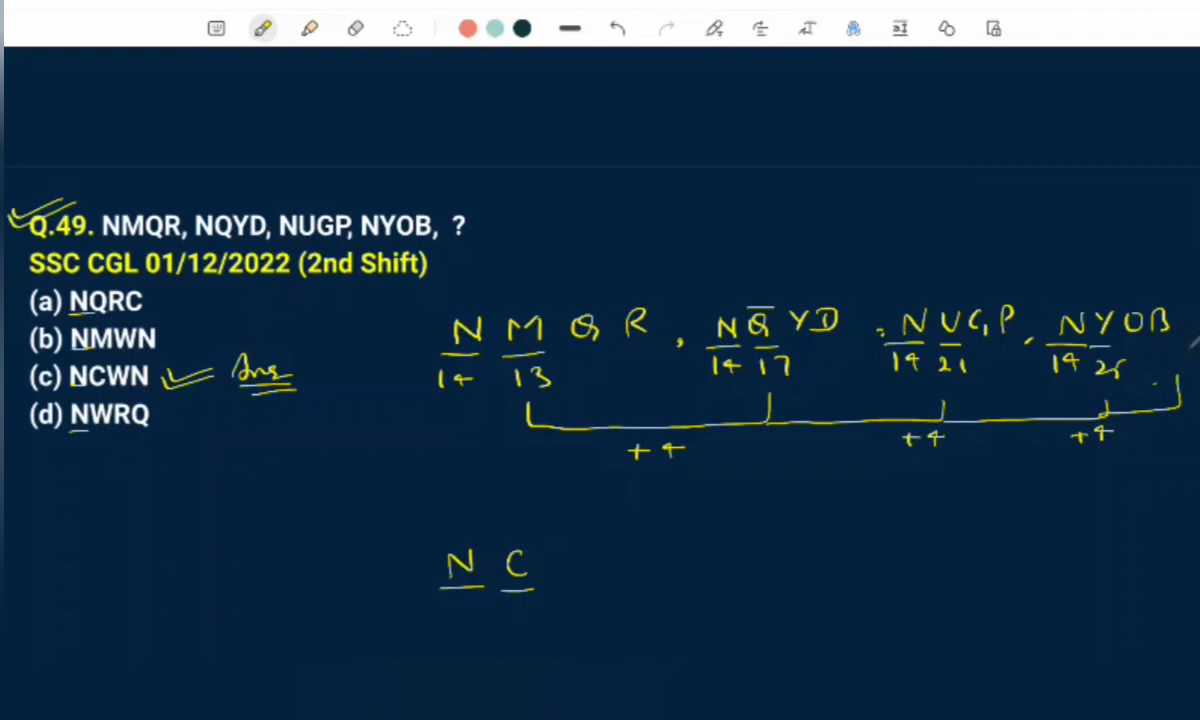 Q.49. NMQR, NQYD, NUGP, NYOB, ?
SSC CGL 01/12/2022 (2nd Shift)
(a) NQRC
(b) NMWN
(c) NCWN Ans
(d) NWRQ
N M Q R , N Q Y D , N U G P , N Y O B
14 13 14 17 14 21 14 25
+4 +4 +4
N C